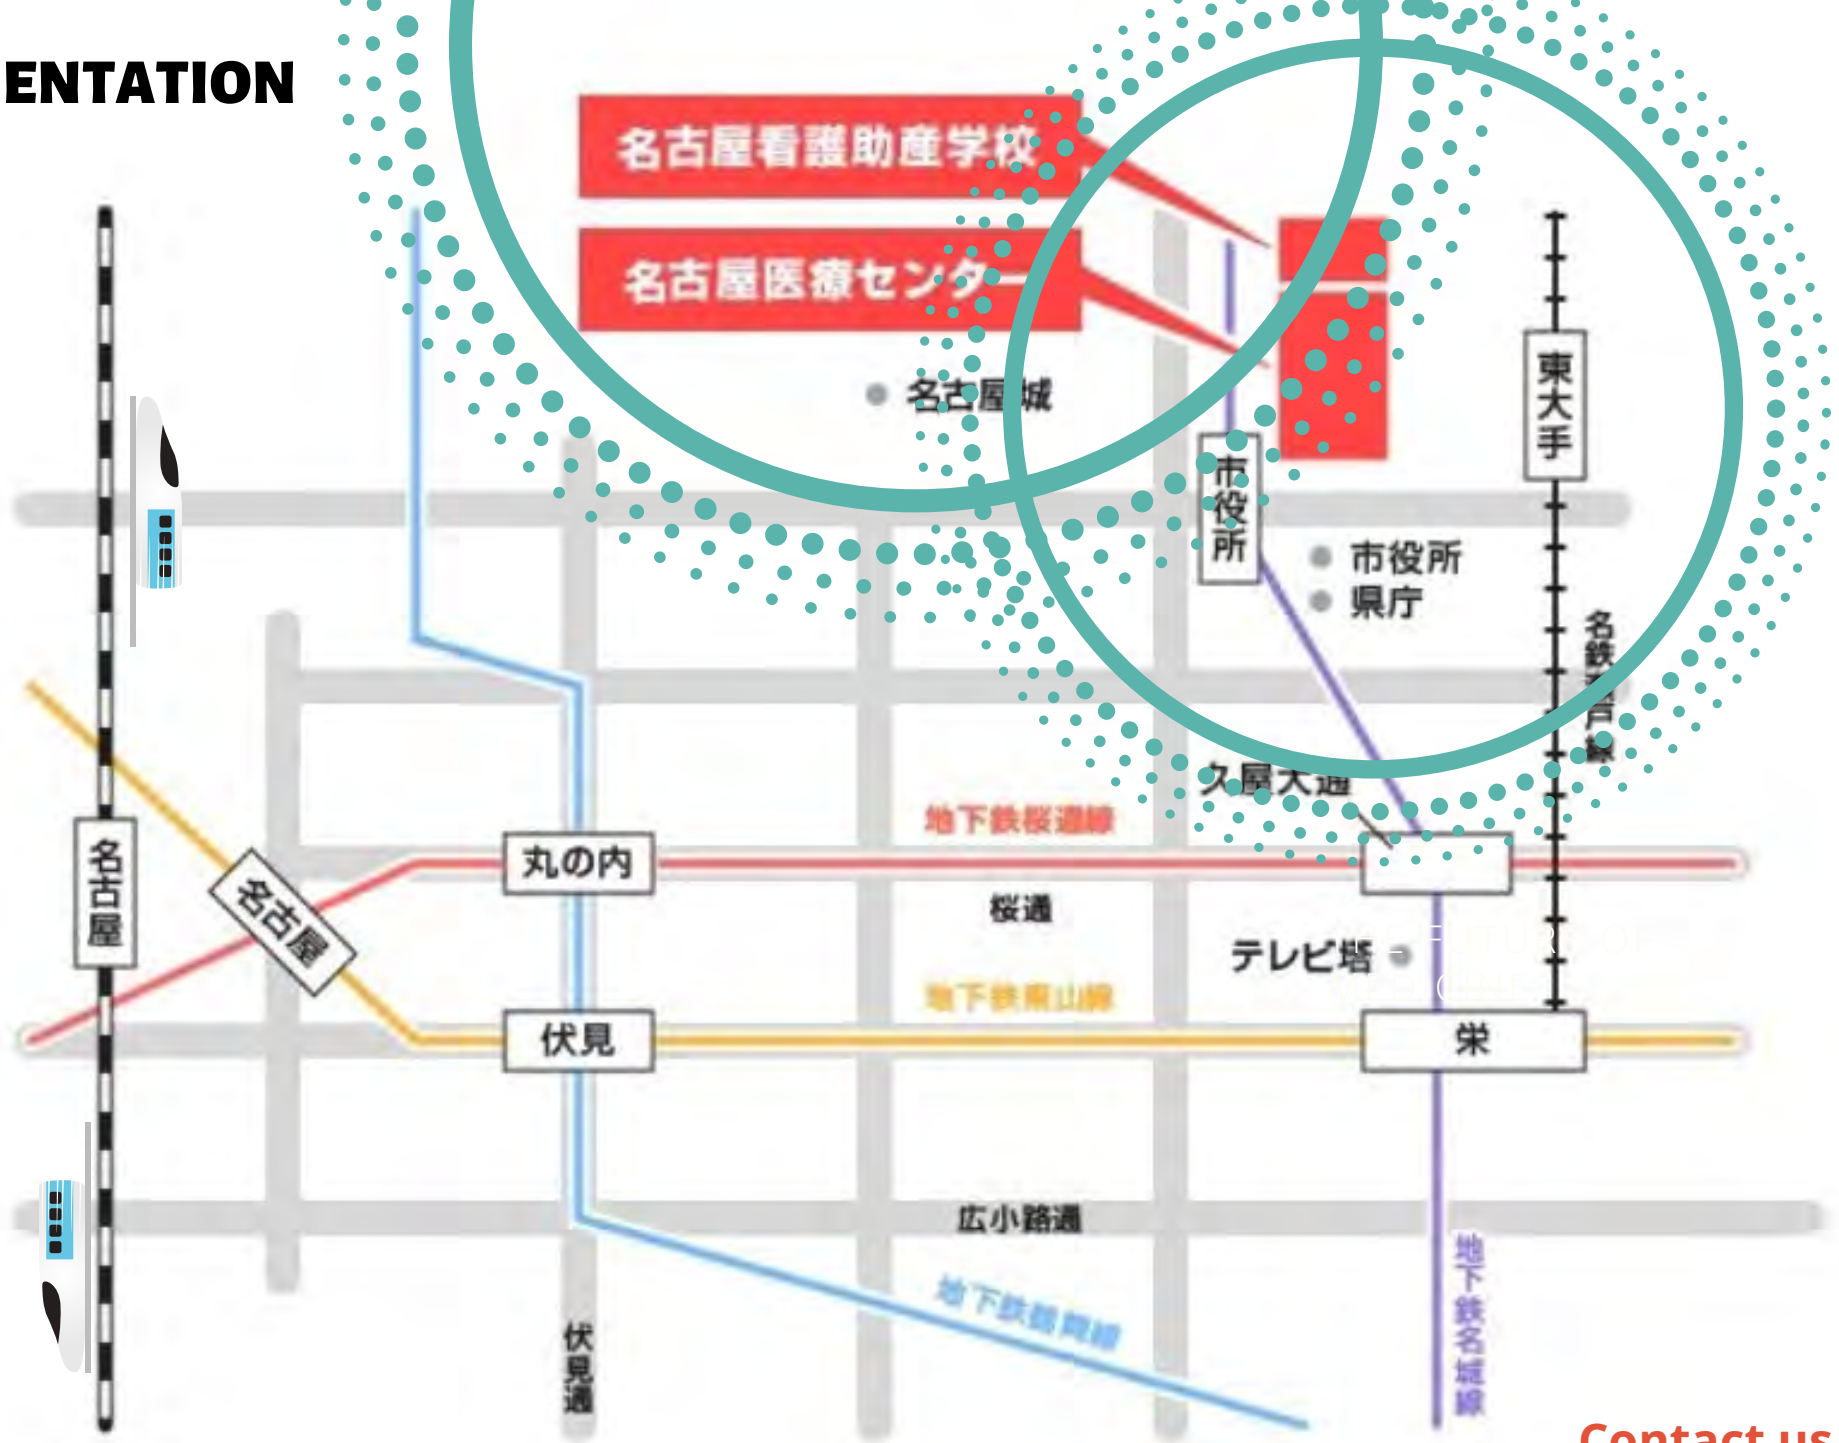 ENTATION
名古屋看護助産学校
名古屋医療センター
名古屋城
東大手
市役所
市役所
県庁
名鉄瀬戸線
久屋大通
地下鉄桜通線
名古屋
名古屋
丸の内
桜通
テレビ塔
地下鉄東山線
伏見
栄
広小路通
地下鉄鶴舞線
地下鉄名城線
伏見通
Contact us